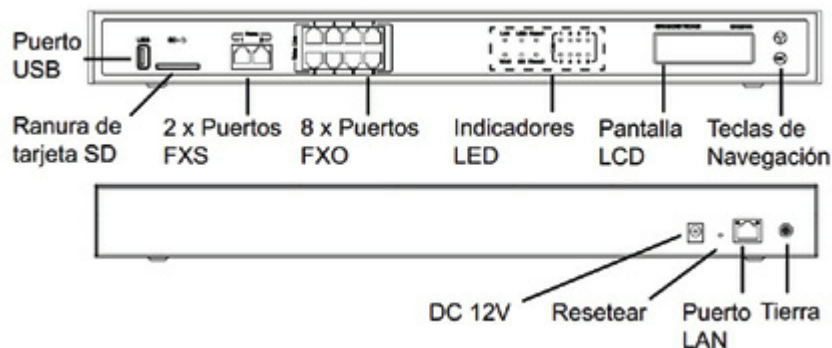 Puerto
USB
Ranura de
tarjeta SD
2 x Puertos
FXS
8 x Puertos
FXO
Indicadores
LED
Pantalla
LCD
Teclas de
Navegación
DC 12V
Resetear
Puerto
LAN
Tierra